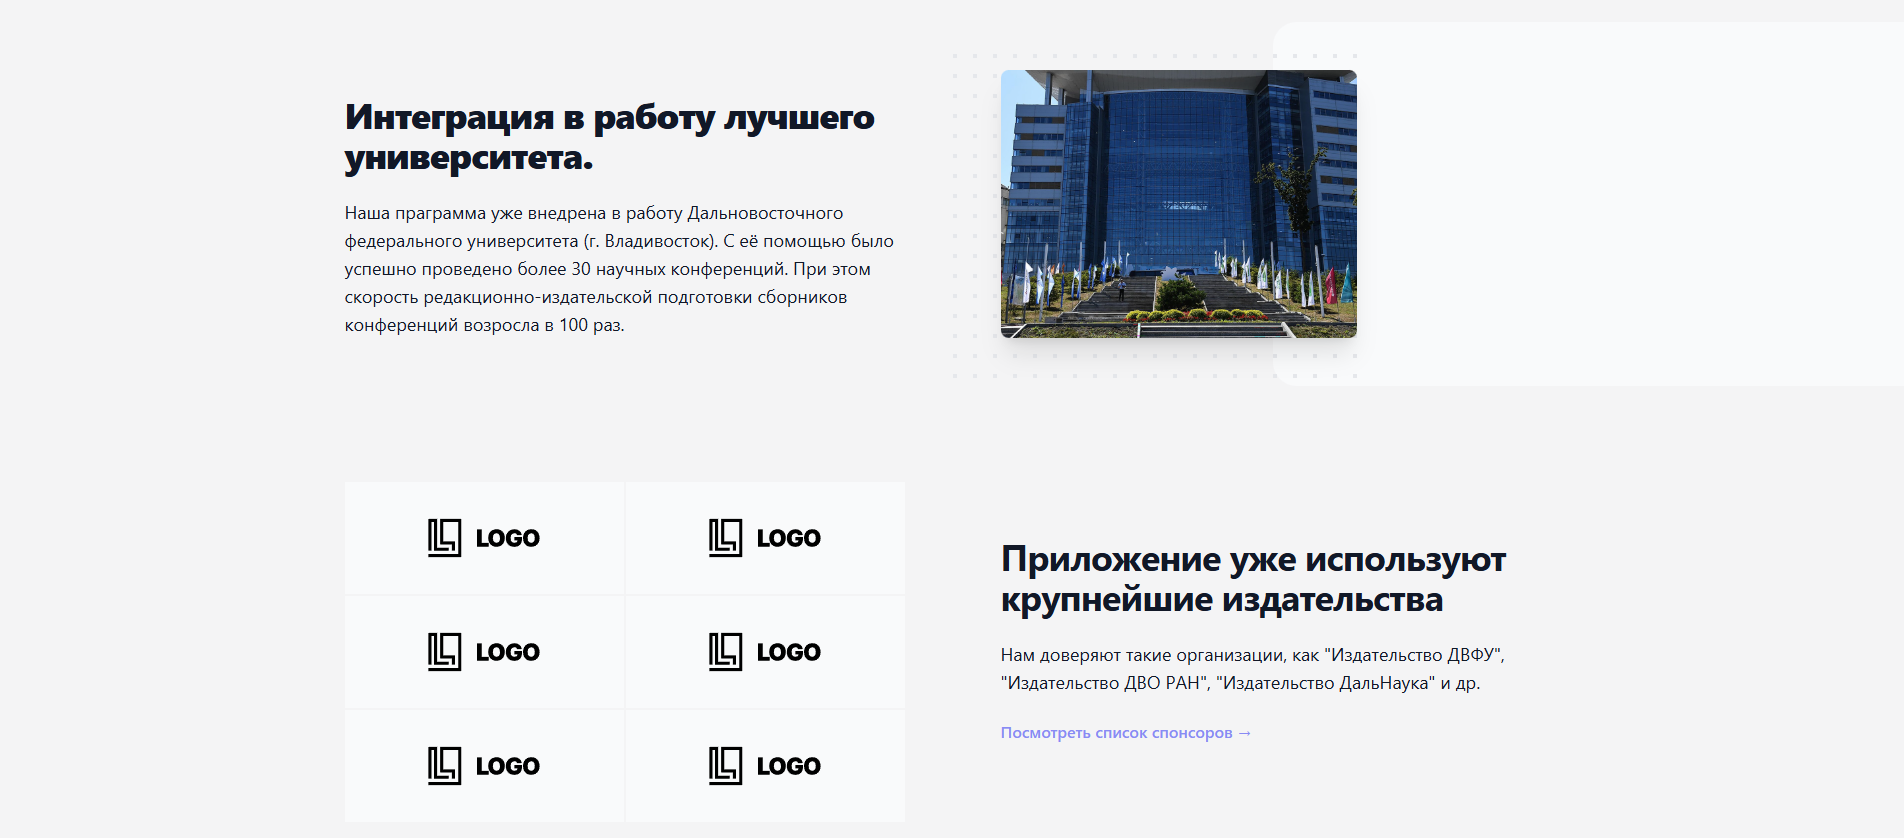 Интеграция в работу лучшего
университета.
Наша праграмма уже внедрена в работу Дальновосточного
федерального университета (г. Владивосток). С её помощью было
успешно проведено более 30 научных конференций. При этом
скорость редакционно-издательской подготовки сборников
конференций возросла в 100 раз.
LOGO
LOGO
LOGO
LOGO
LOGO
LOGO
Приложение уже используют
крупнейшие издательства
Нам доверяют такие организации, как "Издательство ДВФУ",
"Издательство ДВО РАН", "Издательство ДальНаука" и др.
Посмотреть список спонсоров →